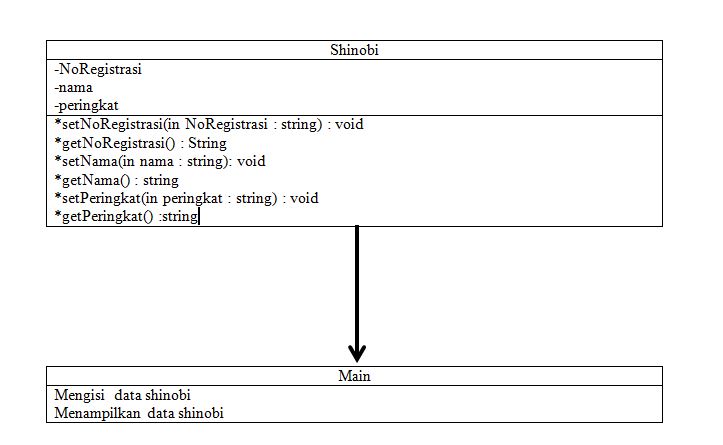 Shinobi
-NoRegistrasi
-nama
-peringkat
*setNoRegistrasi(in NoRegistrasi : string) : void
*getNoRegistrasi() : String
*setNama(in nama : string): void
*getNama() : string
*setPeringkat(in peringkat : string) : void
*getPeringkat() :string
Main
Mengisi data shinobi
Menampilkan data shinobi